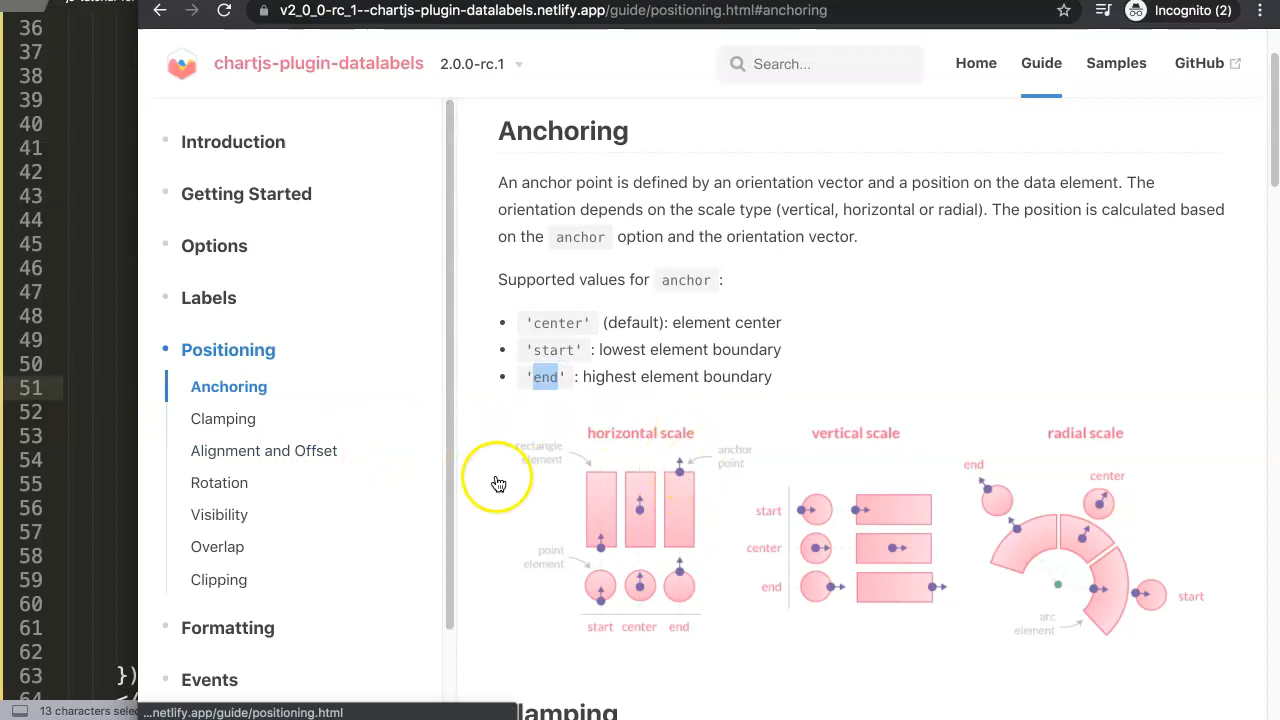 js-tutorial-for
v2_0_0-rc_1--chartjs-plugin-datalabels.netlify.app/guide/positioning.html#anchoring
Incognito (2)
chartjs-plugin-datalabels
2.0.0-rc.1
Search...
Home
Guide
Samples
GitHub
36
37
38
39
40
41
42
43
44
45
46
47
48
49
50
51
52
53
54
55
56
57
58
59
60
61
62
63
64
})
</
Introduction
Getting Started
Options
Labels
Positioning
Anchoring
Clamping
Alignment and Offset
Rotation
Visibility
Overlap
Clipping
Formatting
Events
Anchoring
An anchor point is defined by an orientation vector and a position on the data element. The
orientation depends on the scale type (vertical, horizontal or radial). The position is calculated based
on the anchor option and the orientation vector.
Supported values for anchor :
• 'center' (default): element center
• 'start' : lowest element boundary
• 'end' : highest element boundary
horizontal scale
rectangle
element
anchor
point
point
element
start center end
vertical scale
start
center
end
radial scale
end
center
start
arc
element
lamping
13 characters selec
...netlify.app/guide/positioning.html